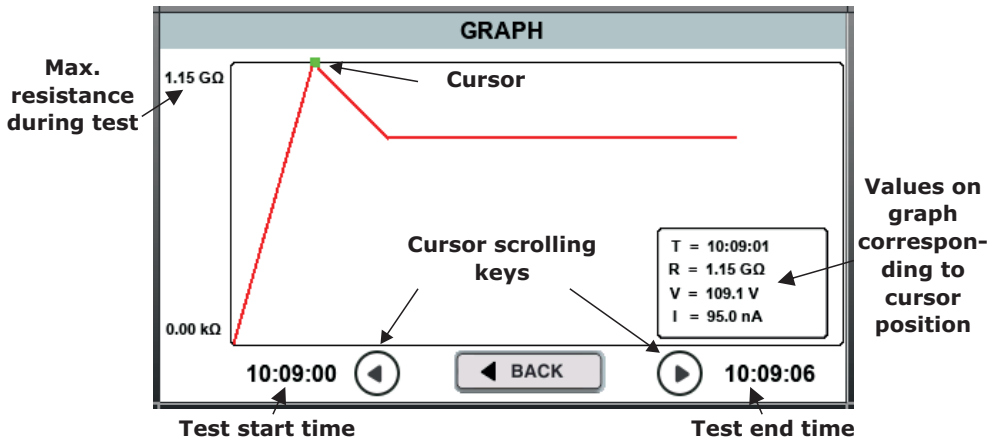 GRAPH
Max.
resistance
during test
1.15 GΩ
Cursor
Values on
graph
correspon-
ding to
cursor
position
Cursor scrolling
keys
T = 10:09:01
R = 1.15 GΩ
V = 109.1 V
I = 95.0 nA
0.00 kΩ
10:09:00
BACK
10:09:06
Test start time
Test end time